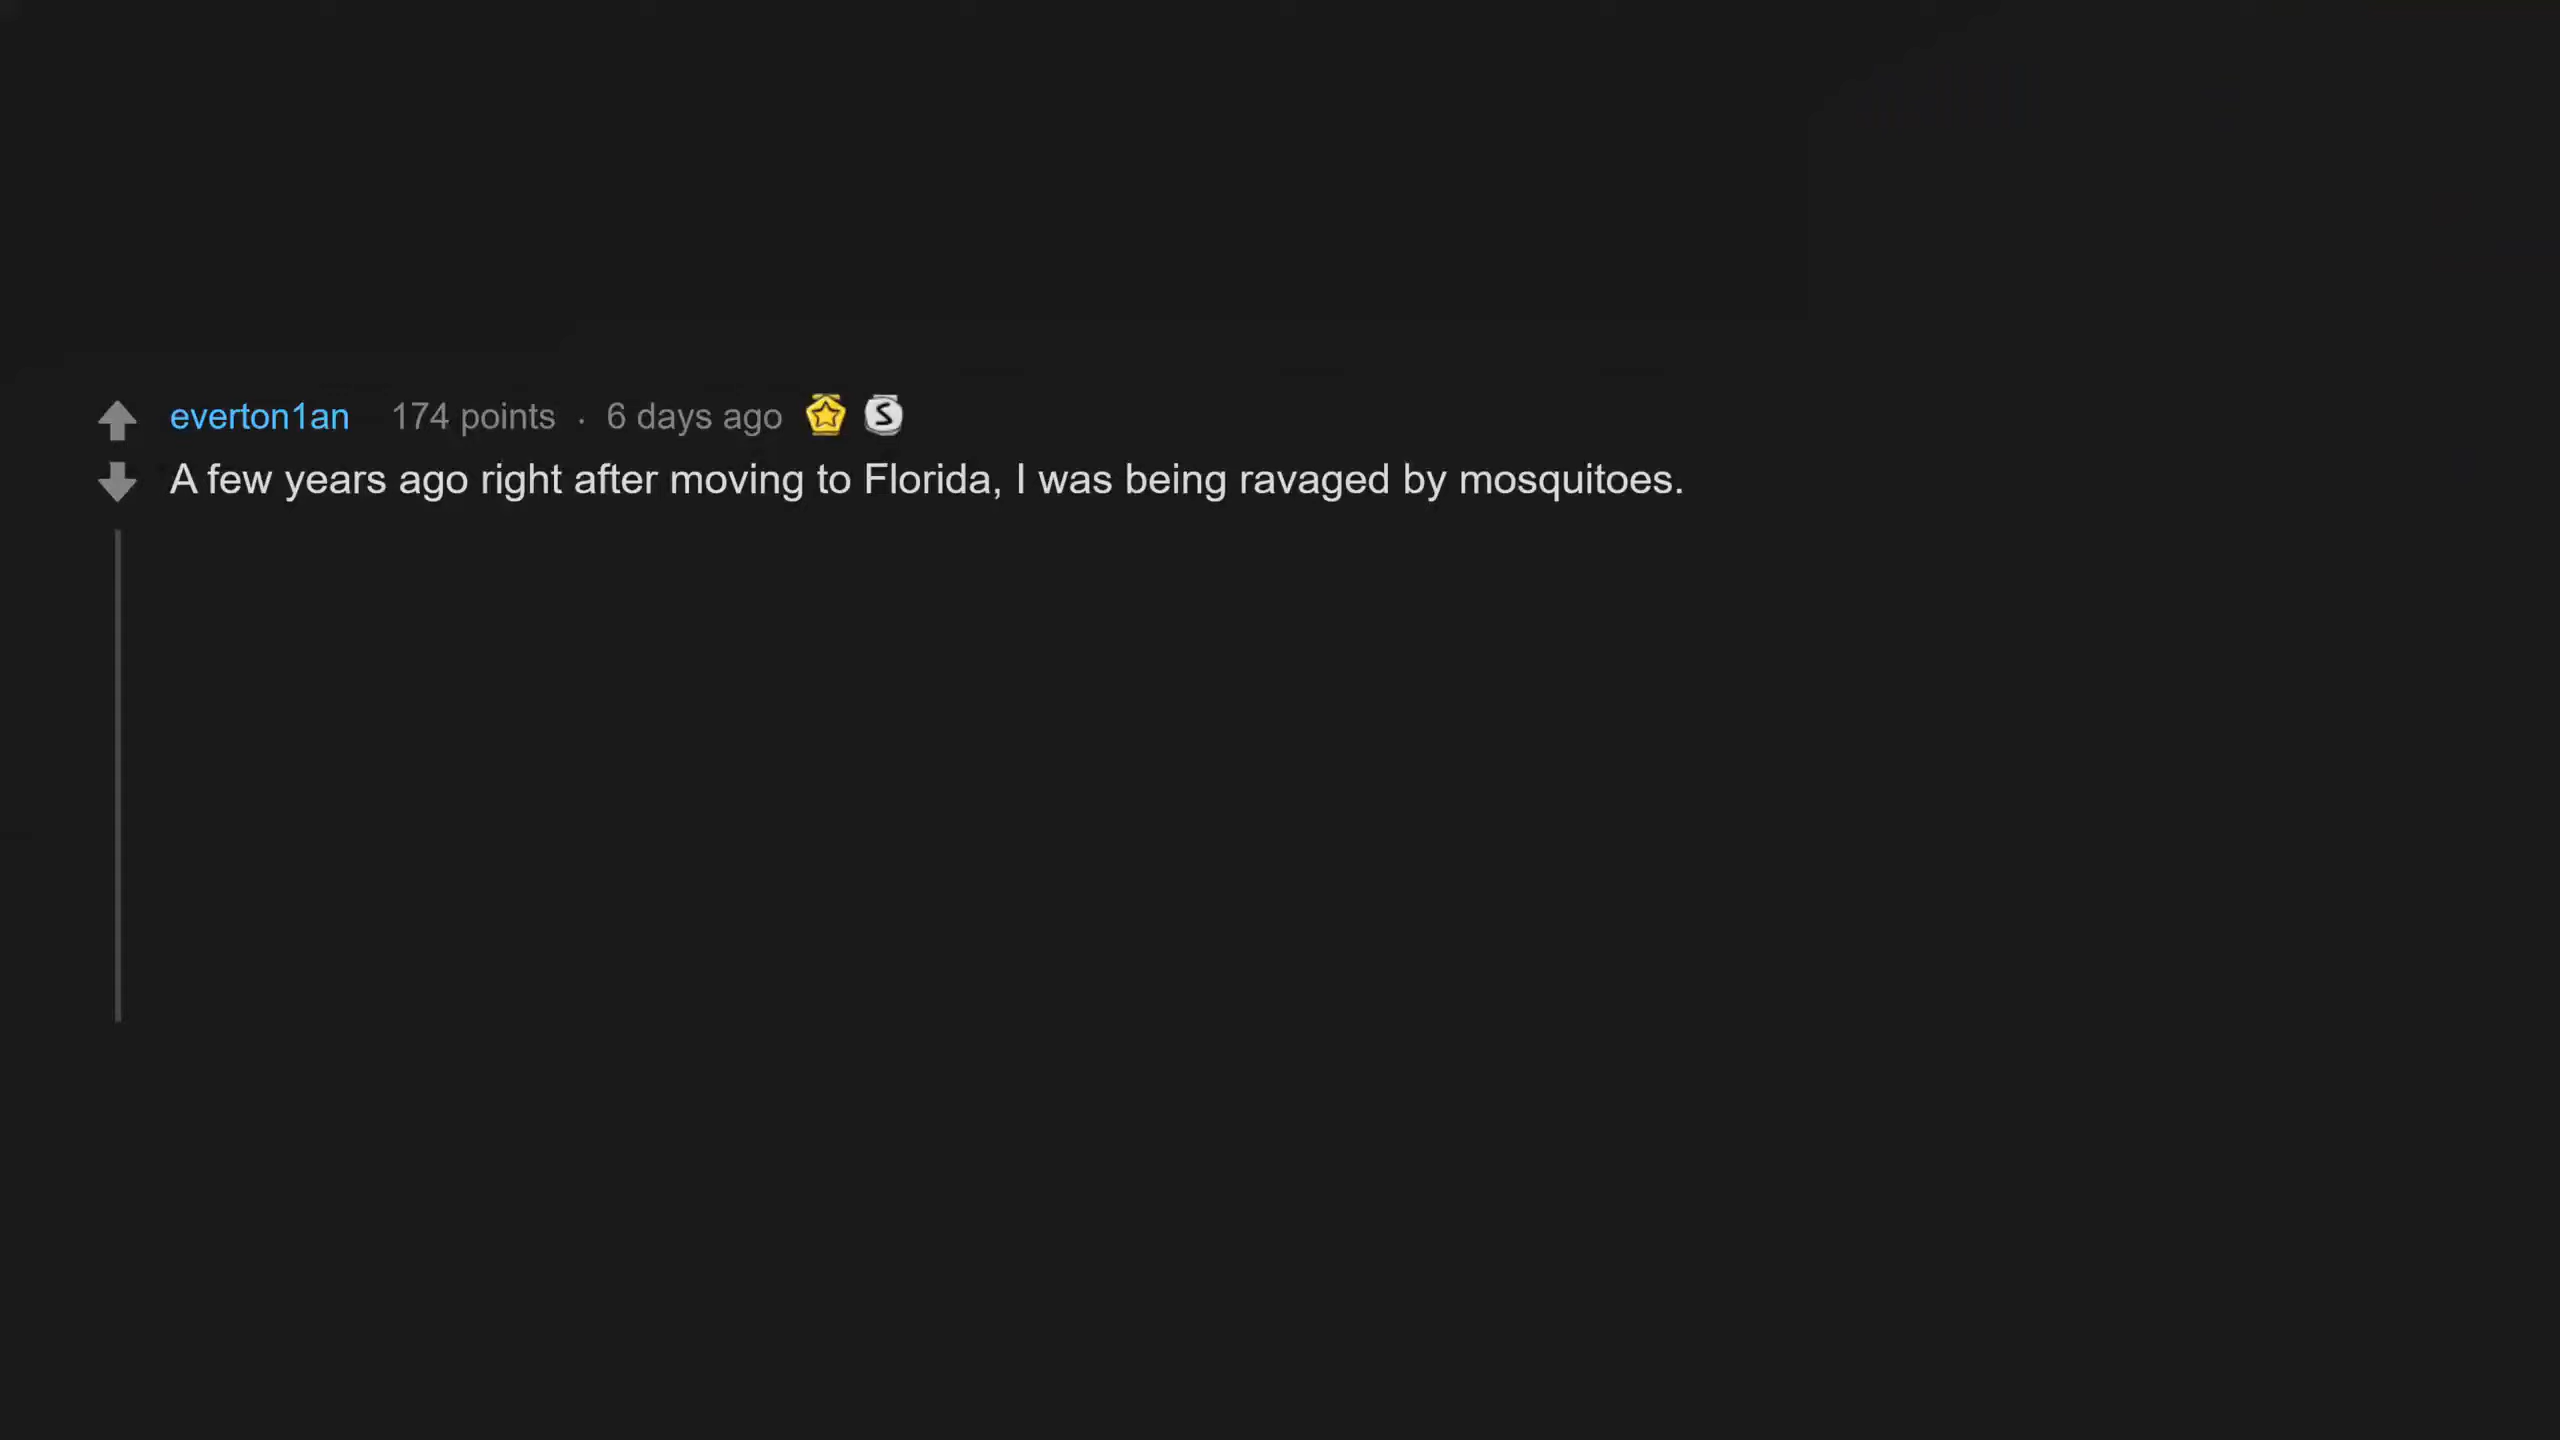 everton1an 174 points · 6 days ago
A few years ago right after moving to Florida, I was being ravaged by mosquitoes.